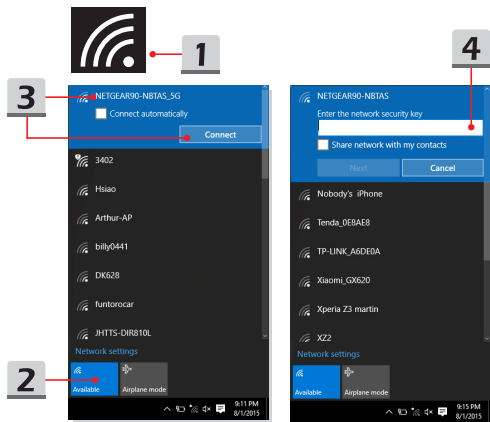 1
3
NETGEAR90-NBTAS_5G
Connect automatically
Connect
3402
Hsiao
Arthur-AP
billy0441
DK628
funtorocar
JHTTS-DIR810L
Network settings
2
Available
Airplane mode
9:11 PM
8/1/2015
4
NETGEAR90-NBTAS
Enter the network security key
Share network with my contacts
Next
Cancel
Nobody's iPhone
Tenda_0E8AE8
TP-LINK_A6DE0A
Xiaomi_GX620
Xperia Z3 martin
XZ2
Network settings
Available
Airplane mode
9:15 PM
8/1/2015